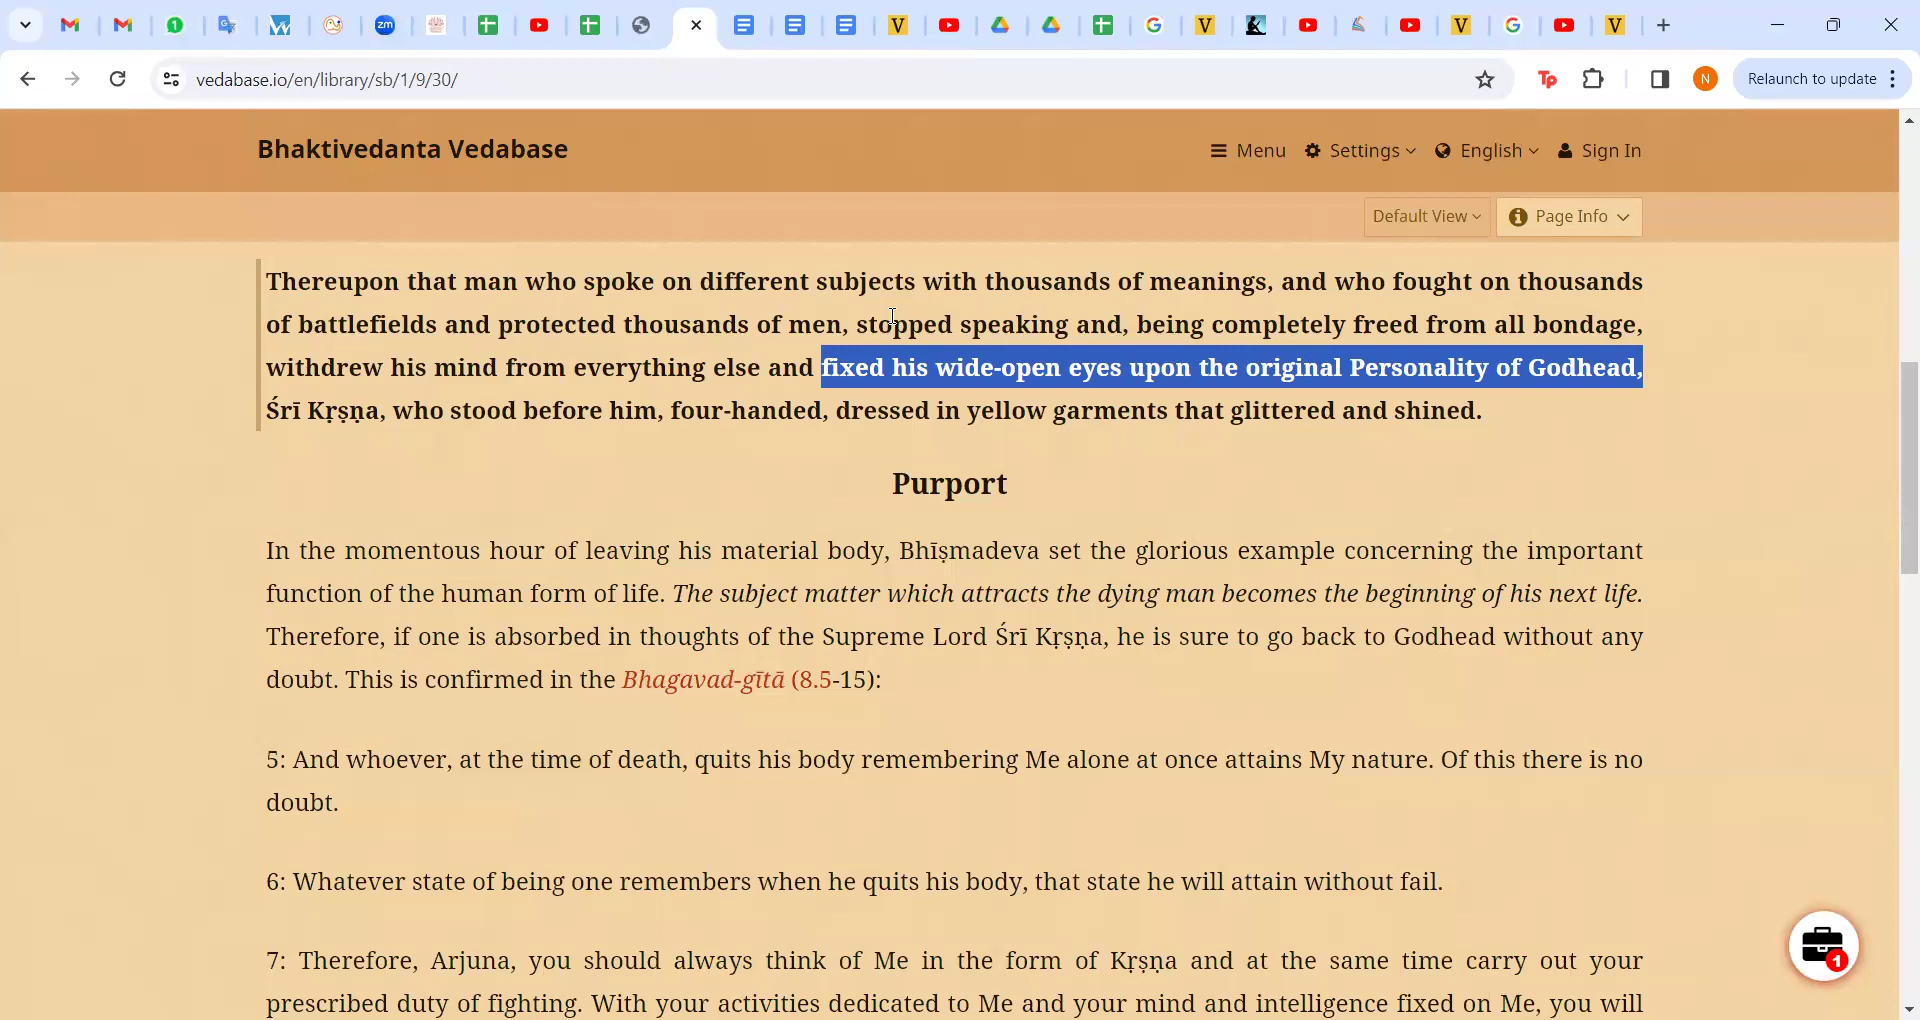 vedabase.io/en/library/sb/1/9/30/
Relaunch to update
Bhaktivedanta Vedabase
Menu Settings English Sign In
Default View Page Info
Thereupon that man who spoke on different subjects with thousands of meanings, and who fought on thousands
of battlefields and protected thousands of men, stopped speaking and, being completely freed from all bondage,
withdrew his mind from everything else and fixed his wide-open eyes upon the original Personality of Godhead,
Śrī Kṛṣṇa, who stood before him, four-handed, dressed in yellow garments that glittered and shined.
Purport
In the momentous hour of leaving his material body, Bhīṣmadeva set the glorious example concerning the important
function of the human form of life. The subject matter which attracts the dying man becomes the beginning of his next life.
Therefore, if one is absorbed in thoughts of the Supreme Lord Śrī Kṛṣṇa, he is sure to go back to Godhead without any
doubt. This is confirmed in the Bhagavad-gītā (8.5-15):
5: And whoever, at the time of death, quits his body remembering Me alone at once attains My nature. Of this there is no
doubt.
6: Whatever state of being one remembers when he quits his body, that state he will attain without fail.
7: Therefore, Arjuna, you should always think of Me in the form of Kṛṣṇa and at the same time carry out your
prescribed duty of fighting. With your activities dedicated to Me and your mind and intelligence fixed on Me, you will
1